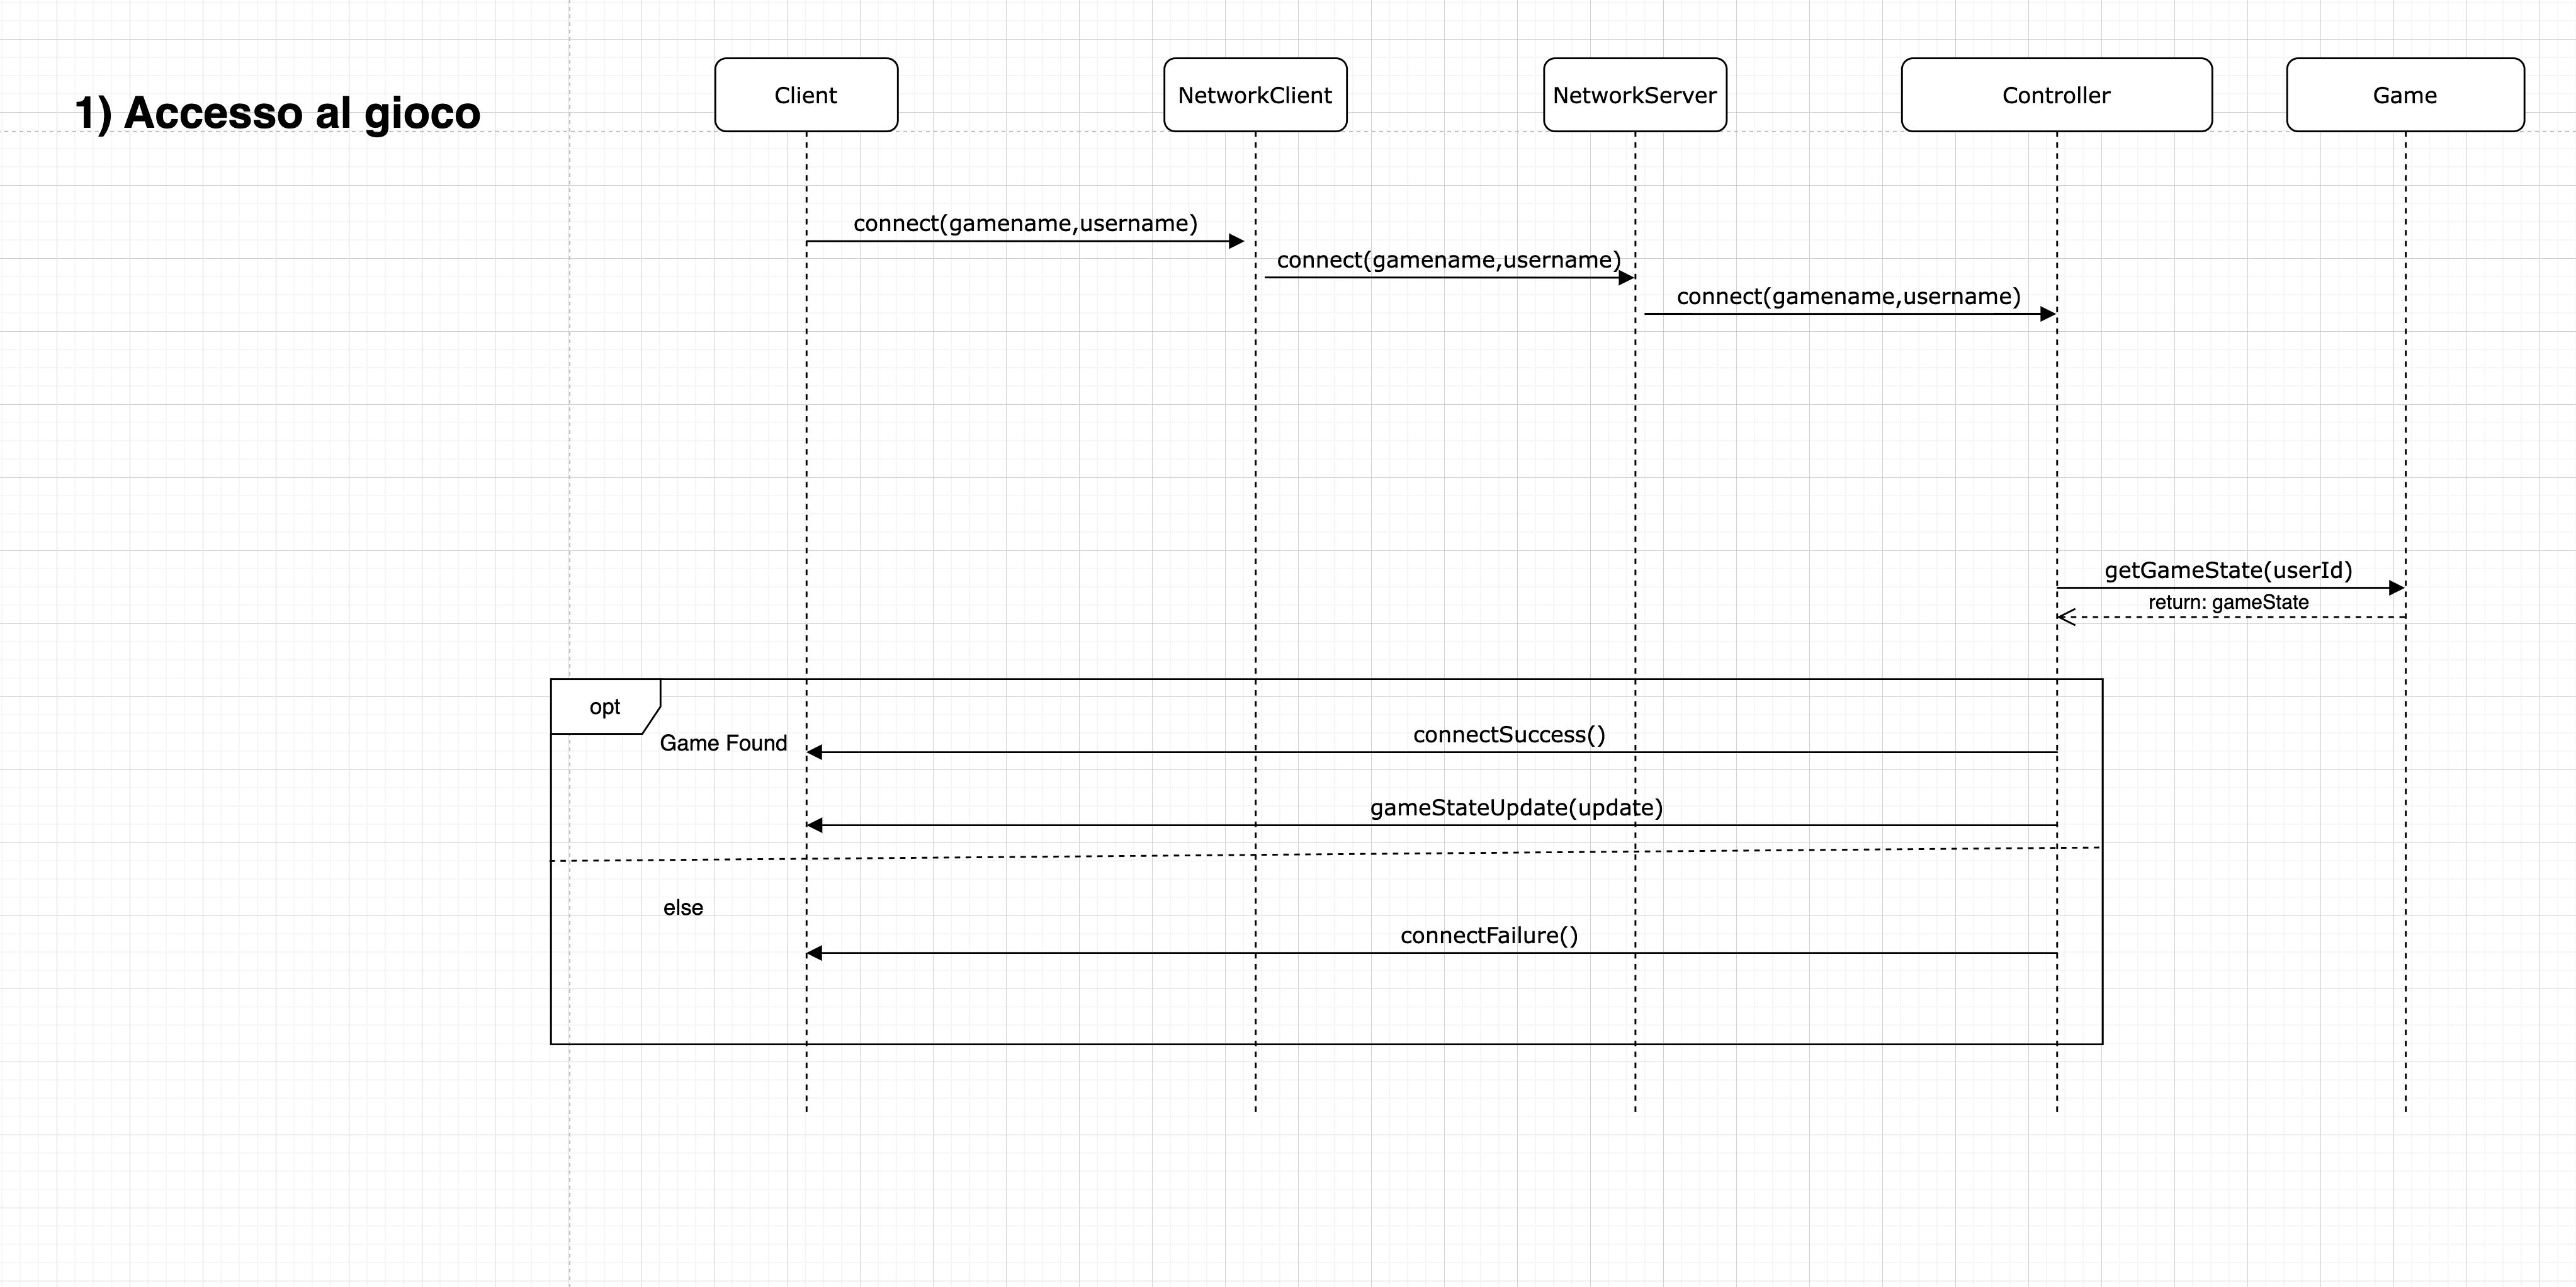 1) Accesso al gioco
Client
NetworkClient
NetworkServer
Controller
Game
connect(gamename,username)
connect(gamename,username)
connect(gamename,username)
getGameState(userId)
return: gameState
opt
Game Found
connectSuccess()
gameStateUpdate(update)
else
connectFailure()